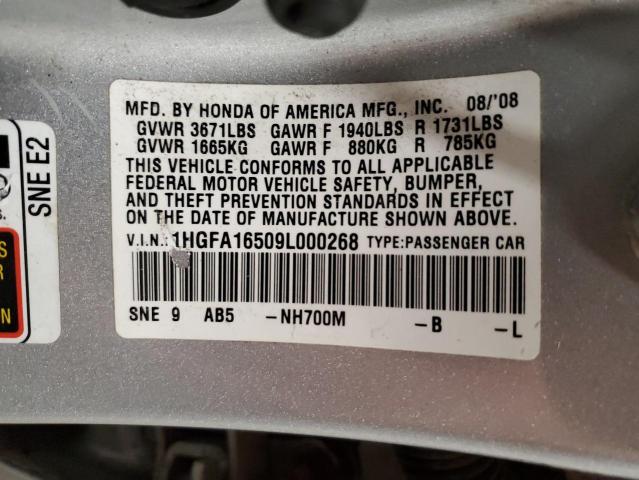 MFD. BY HONDA OF AMERICA MFG., INC. 08/'08
GVWR 3671LBS GAWR F 1940LBS R 1731LBS
GVWR 1665KG GAWR F 880KG R 785KG
THIS VEHICLE CONFORMS TO ALL APPLICABLE
FEDERAL MOTOR VEHICLE SAFETY, BUMPER,
AND THEFT PREVENTION STANDARDS IN EFFECT
ON THE DATE OF MANUFACTURE SHOWN ABOVE.
V.I.N.: 1HGFA16509L000268 TYPE:PASSENGER CAR
SNE 9 AB5 -NH700M -B -L
SNE E2
S.
S
R
N